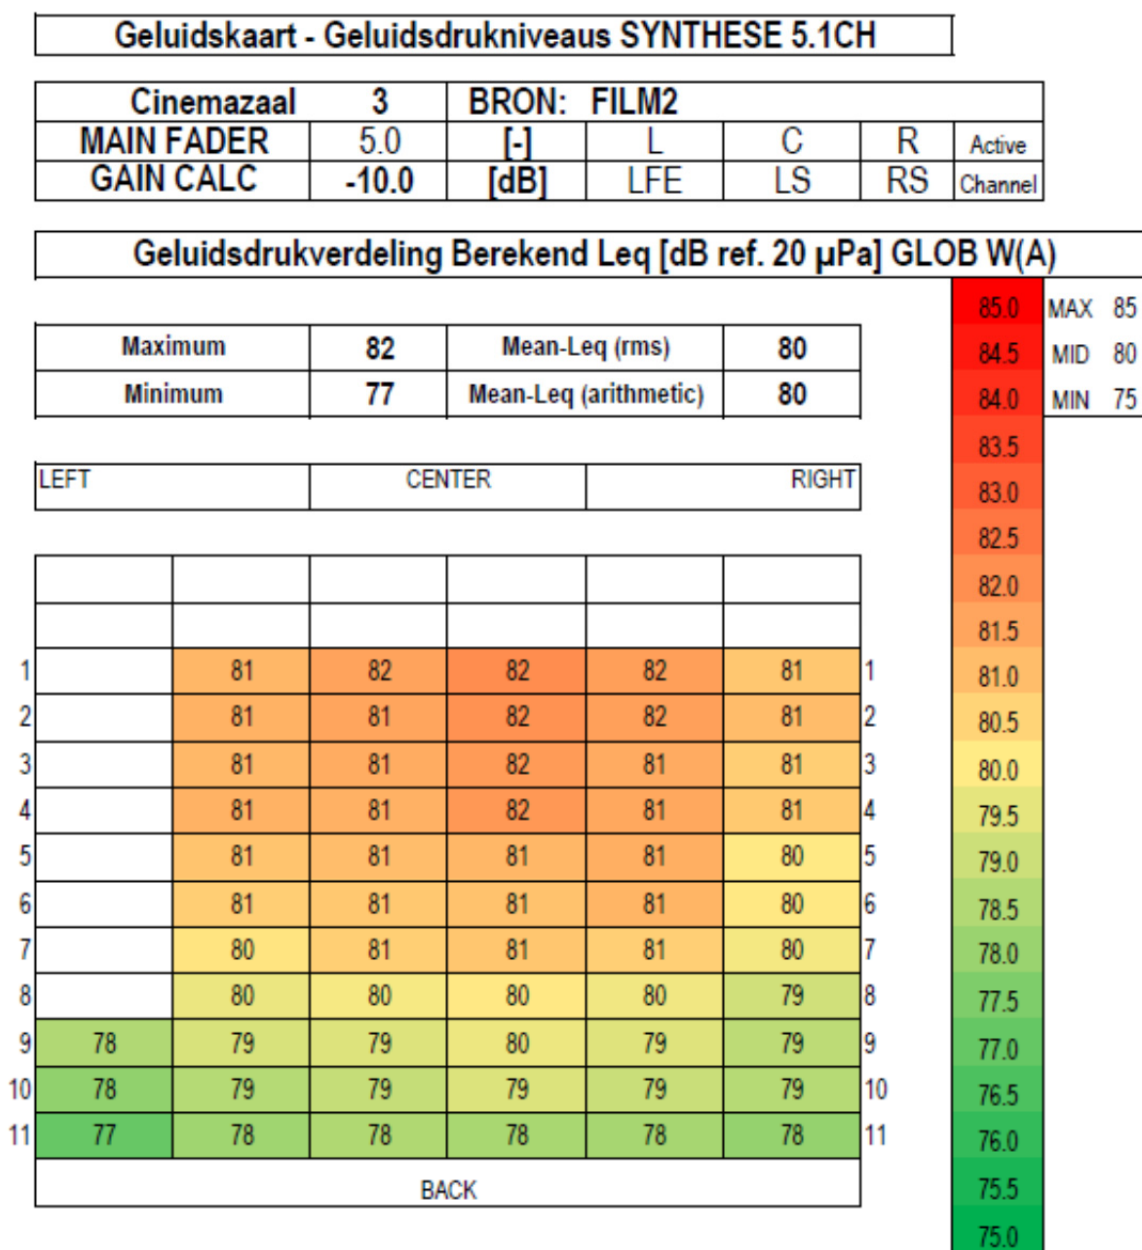 Geluidskaart - Geluidsdrukniveaus SYNTHESE 5.1CH
Cinemazaal 3 BRON: FILM2
MAIN FADER 5.0 [-] L C R Active
GAIN CALC -10.0 [dB] LFE LS RS Channel
Geluidsdrukverdeling Berekend Leq [dB ref. 20 µPa] GLOB W(A)
85.0 MAX 85
Maximum 82 Mean-Leq (rms) 80 84.5 MID 80
Minimum 77 Mean-Leq (arithmetic) 80 84.0 MIN 75
83.5
LEFT CENTER RIGHT 83.0
82.5
82.0
81.5
1 81 82 82 82 81 1 81.0
2 81 81 82 82 81 2 80.5
3 81 81 82 81 81 3 80.0
4 81 81 82 81 81 4 79.5
5 81 81 81 81 80 5 79.0
6 81 81 81 81 80 6 78.5
7 80 81 81 81 80 7 78.0
8 80 80 80 80 79 8 77.5
9 78 79 79 80 79 79 9 77.0
10 78 79 79 79 79 79 10 76.5
11 77 78 78 78 78 78 11 76.0
BACK 75.5
75.0